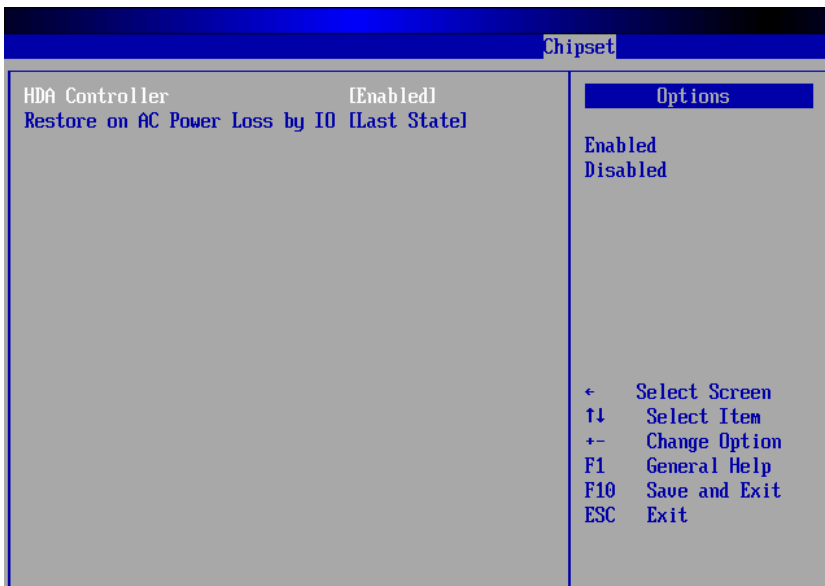 Chipset
HDA Controller [Enabled]
Restore on AC Power Loss by IO [Last State]
Options
Enabled
Disabled
← Select Screen
↑↓ Select Item
+- Change Option
F1 General Help
F10 Save and Exit
ESC Exit